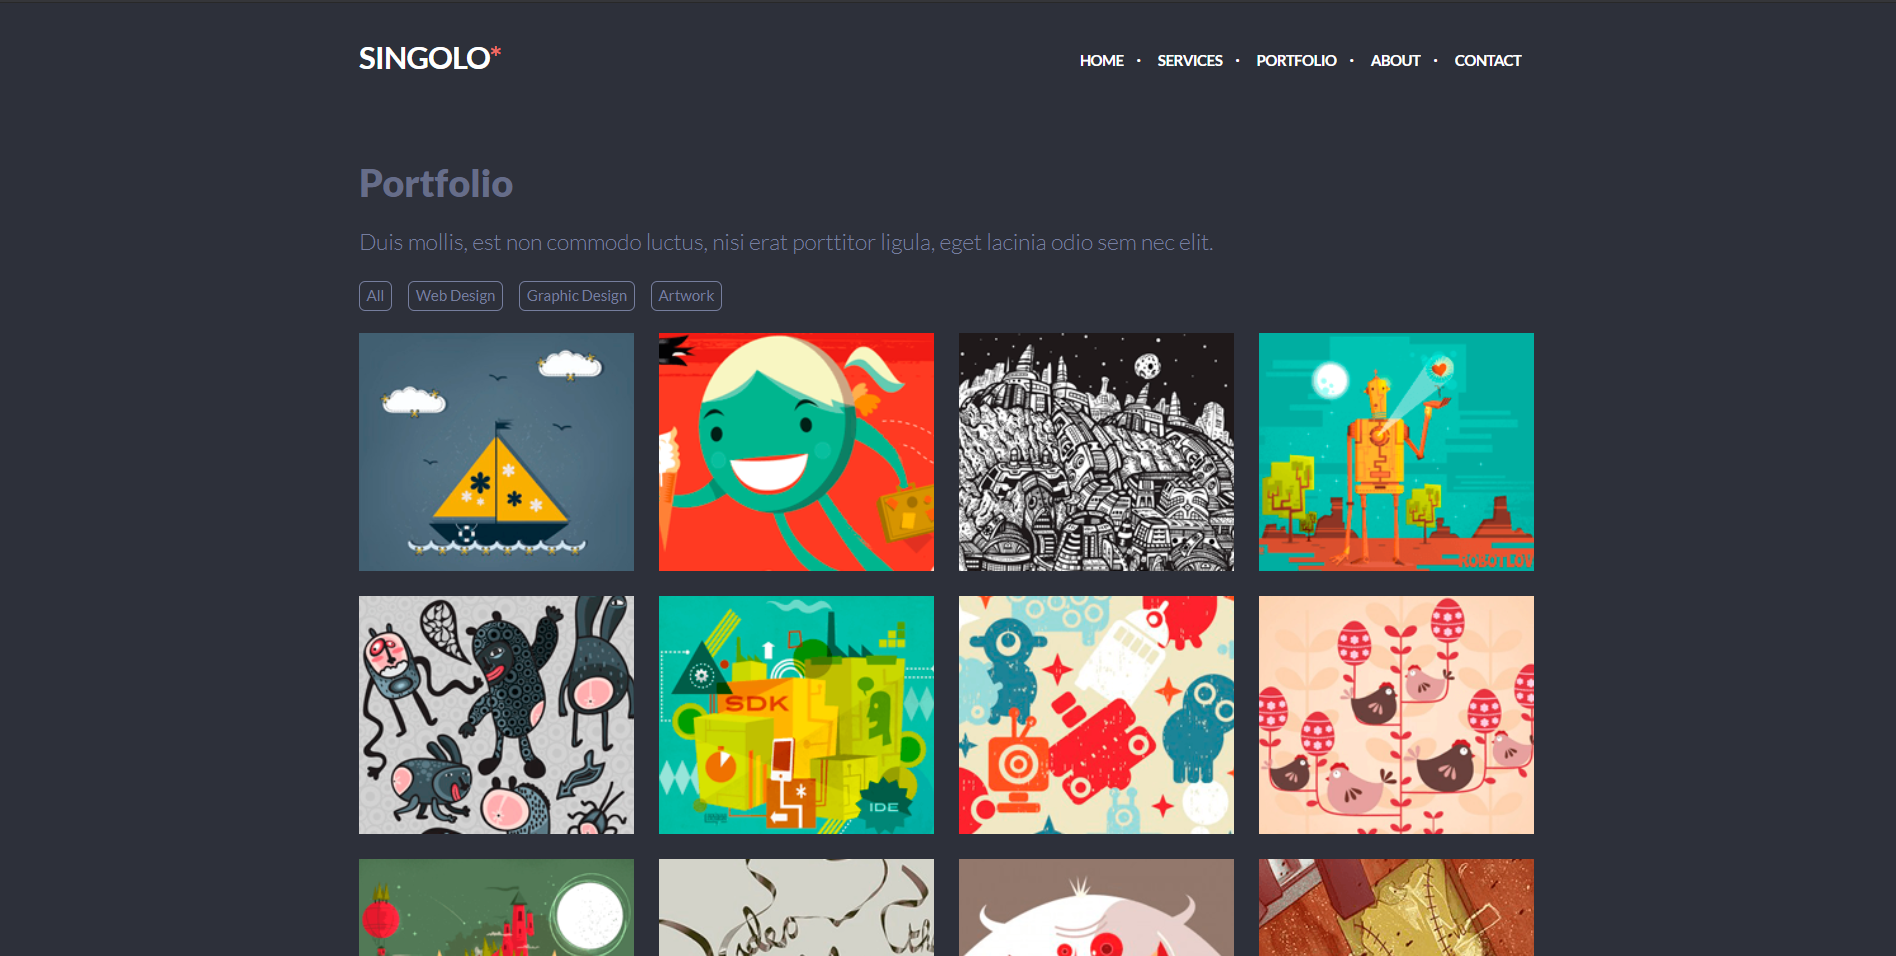 SINGOLO*
HOME • SERVICES • PORTFOLIO • ABOUT • CONTACT
Portfolio
Duis mollis, est non commodo luctus, nisi erat porttitor ligula, eget lacinia odio sem nec elit.
All
Web Design
Graphic Design
Artwork
ROBOTLOV
SDK
IDE